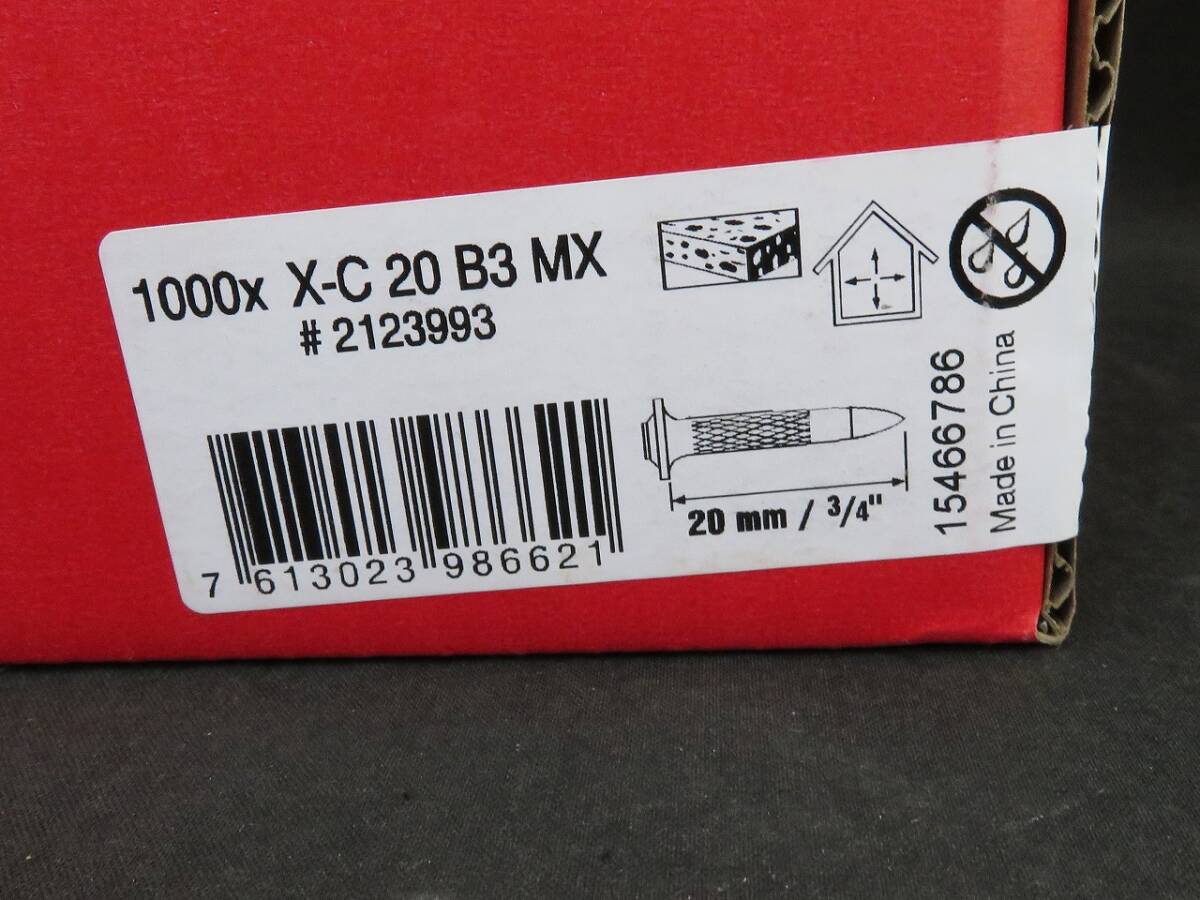 1000x X-C 20 B3 MX
# 2123993
7 613023 986621
20 mm / 3/4"
15466786
Made in China